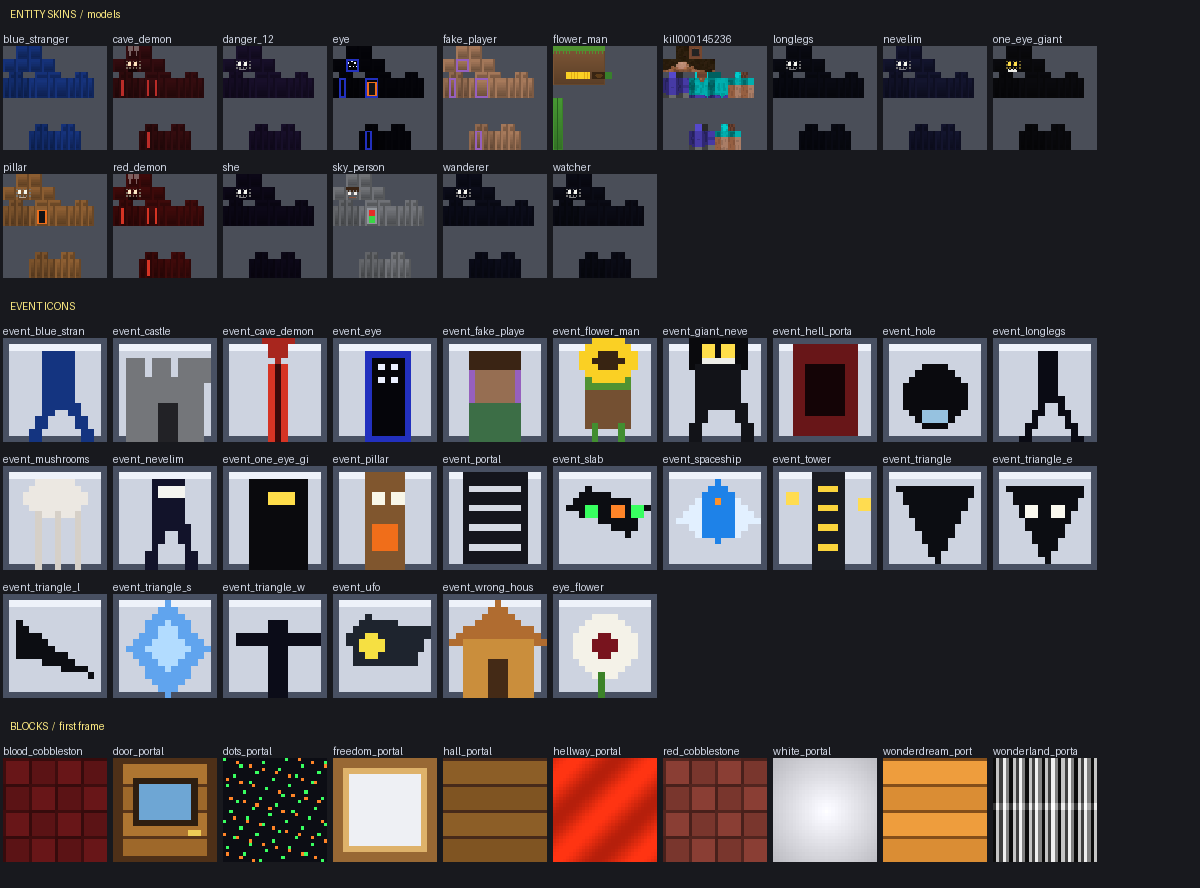 ENTITY SKINS / models
blue_stranger cave_demon danger_12 eye fake_player flower_man kill000145236 longlegs nevelim one_eye_giant
pillar red_demon she sky_person wanderer watcher
EVENT ICONS
event_blue_stran event_castle event_cave_demon event_eye event_fake_playe event_flower_man event_giant_neve event_hell_porta event_hole event_longlegs
event_mushrooms event_nevelim event_one_eye_gi event_pillar event_portal event_slab event_spaceship event_tower event_triangle event_triangle_e
event_triangle_l event_triangle_s event_triangle_w event_ufo event_wrong_hous eye_flower
BLOCKS / first frame
blood_cobbleston door_portal dots_portal freedom_portal hall_portal hellway_portal red_cobblestone white_portal wonderdream_port wonderland_porta